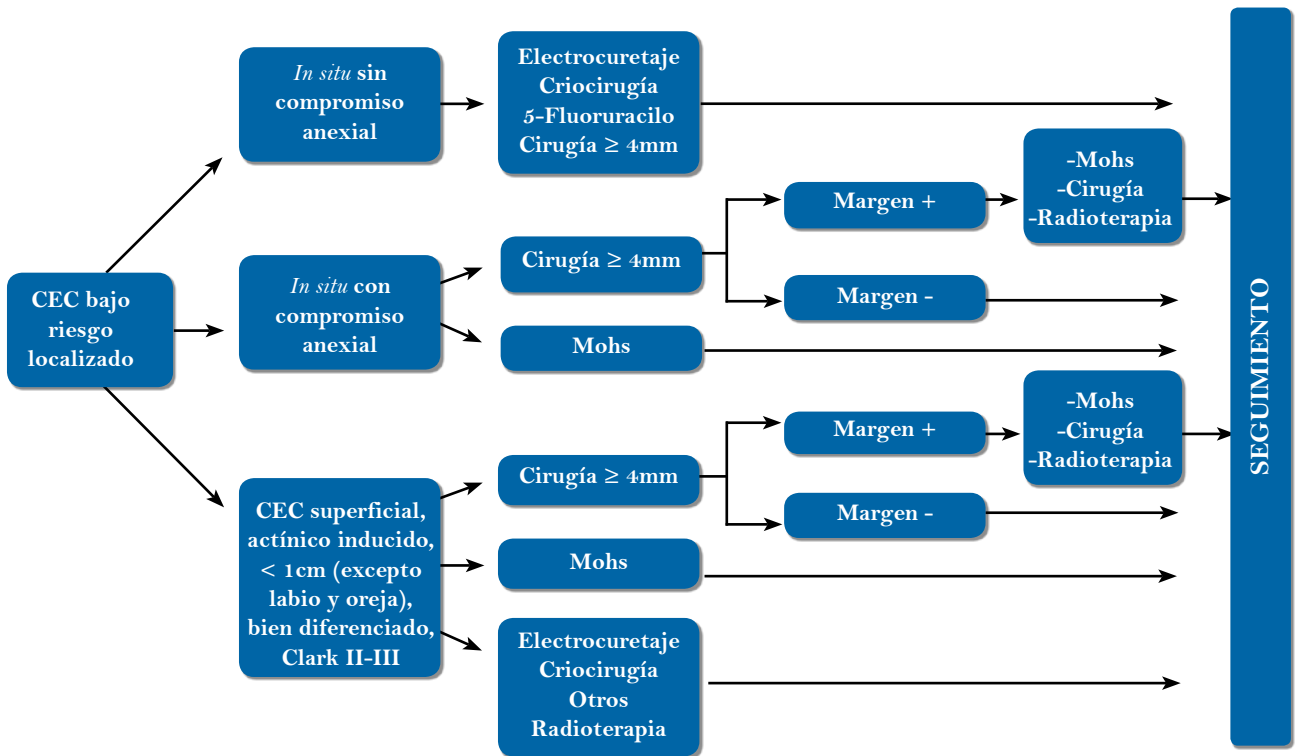 CEC bajo
riesgo
localizado
In situ sin
compromiso
anexial
Electrocuretaje
Criocirugía
5-Fluoruracilo
Cirugía ≥ 4mm
In situ con
compromiso
anexial
Cirugía ≥ 4mm
Margen +
-Mohs
-Cirugía
-Radioterapia
Margen -
Mohs
CEC superficial,
actínico inducido,
< 1cm (excepto
labio y oreja),
bien diferenciado,
Clark II-III
Cirugía ≥ 4mm
Margen +
-Mohs
-Cirugía
-Radioterapia
Margen -
Mohs
Electrocuretaje
Criocirugía
Otros
Radioterapia
SEGUIMIENTO